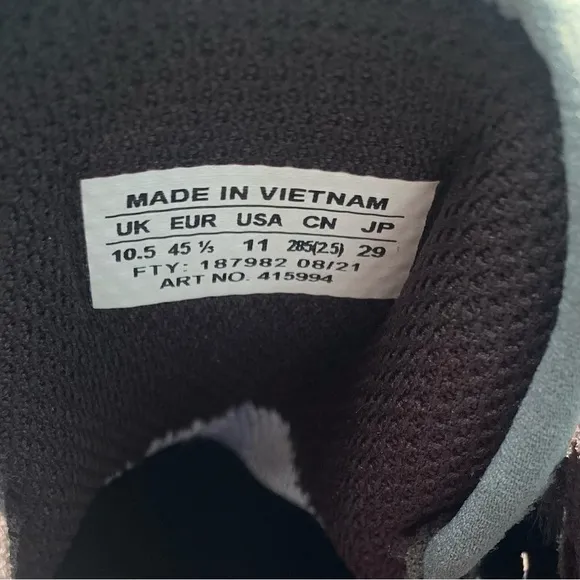 MADE IN VIETNAM
UK EUR USA CN JP
10.5 45 ⅓ 11 285(2.5) 29
FTY: 187982 08/21
ART NO. 415994